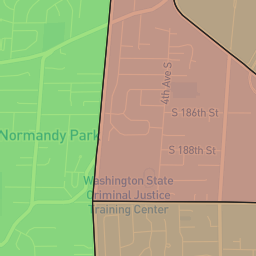 4th Ave S
S 186th St
Normandy Park
S 188th St
Washington State
Criminal Justice
Training Center